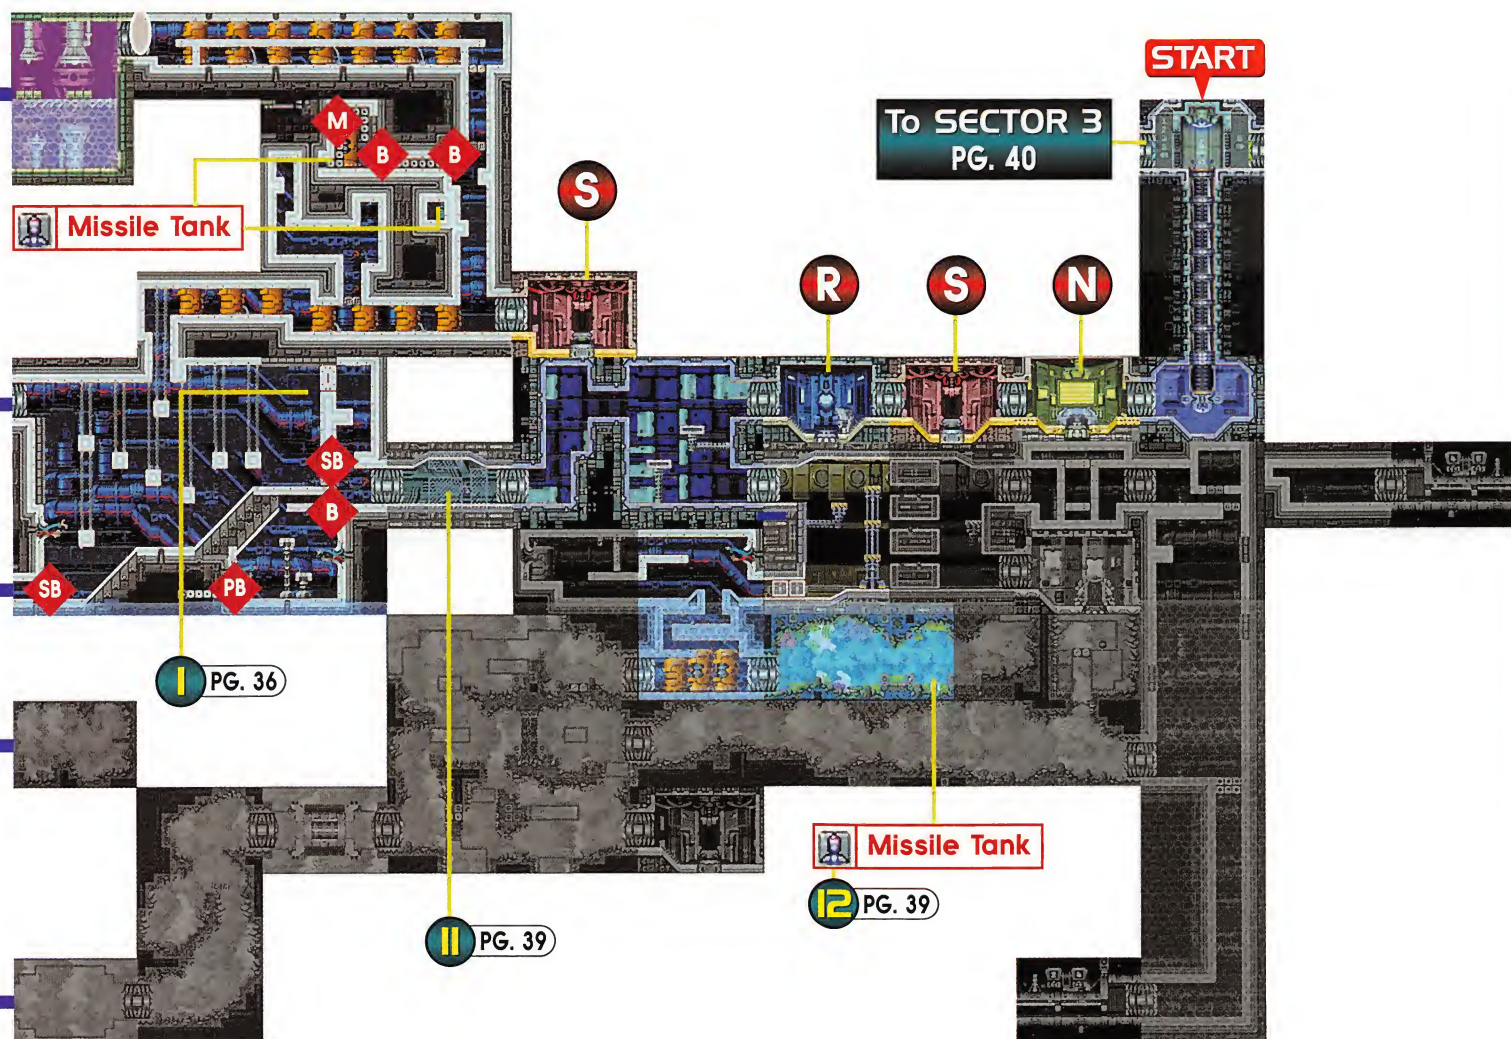 START
To SECTOR 3
PG. 40
M
B
B
S
Missile Tank
R
S
N
SB
B
SB
PB
1 PG. 36
Missile Tank
12 PG. 39
11 PG. 39